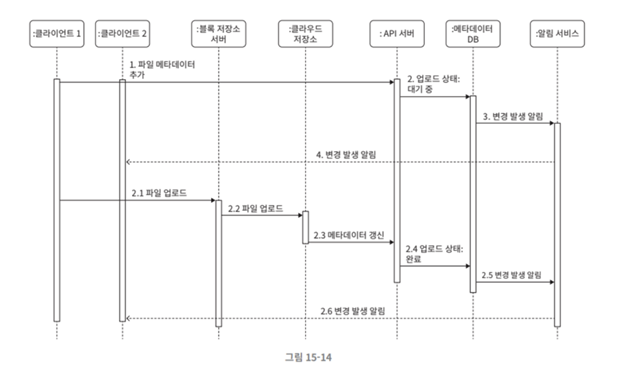 :클라이언트 1
:클라이언트 2
:블록 저장소
서버
:클라우드
저장소
: API 서버
:메타데이터
DB
:알림 서비스
1. 파일 메타데이터
추가
2. 업로드 상태:
대기 중
3. 변경 발생 알림
4. 변경 발생 알림
2.1 파일 업로드
2.2 파일 업로드
2.3 메타데이터 갱신
2.4 업로드 상태:
완료
2.5 변경 발생 알림
2.6 변경 발생 알림
그림 15-14